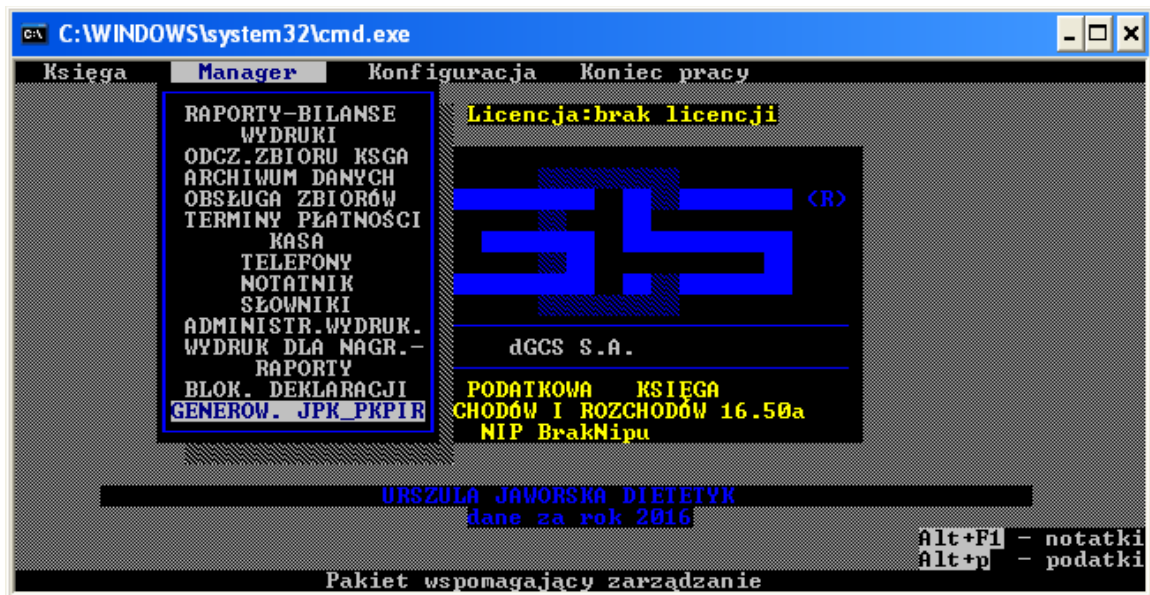 C:\WINDOWS\system32\cmd.exe
Księga Manager Konfiguracja Koniec pracy
RAPORTY-BILANSE
Licencja:brak licencji
WYDRUKI
ODCZ.ZBIORU KSGA
ARCHIWUM DANYCH
OBSŁUGA ZBIORÓW
(R)
TERMINY PŁATNOŚCI
KASA
TELEFONY
NOTATNIK
SŁOWNIKI
ADMINISTR.WYDRUK.
WYDRUK DLA NAGR.-
dGCS S.A.
RAPORTY
BLOK. DEKLARACJI
PODATKOWA KSIĘGA
GENEROW. JPK_PKPIR
CHODÓW I ROZCHODÓW 16.50a
NIP BrakNipu
URSZULA JAWORSKA DIETETYK
dane za rok 2016
Alt+F1 - notatki
Alt+p - podatki
Pakiet wspomagający zarządzanie